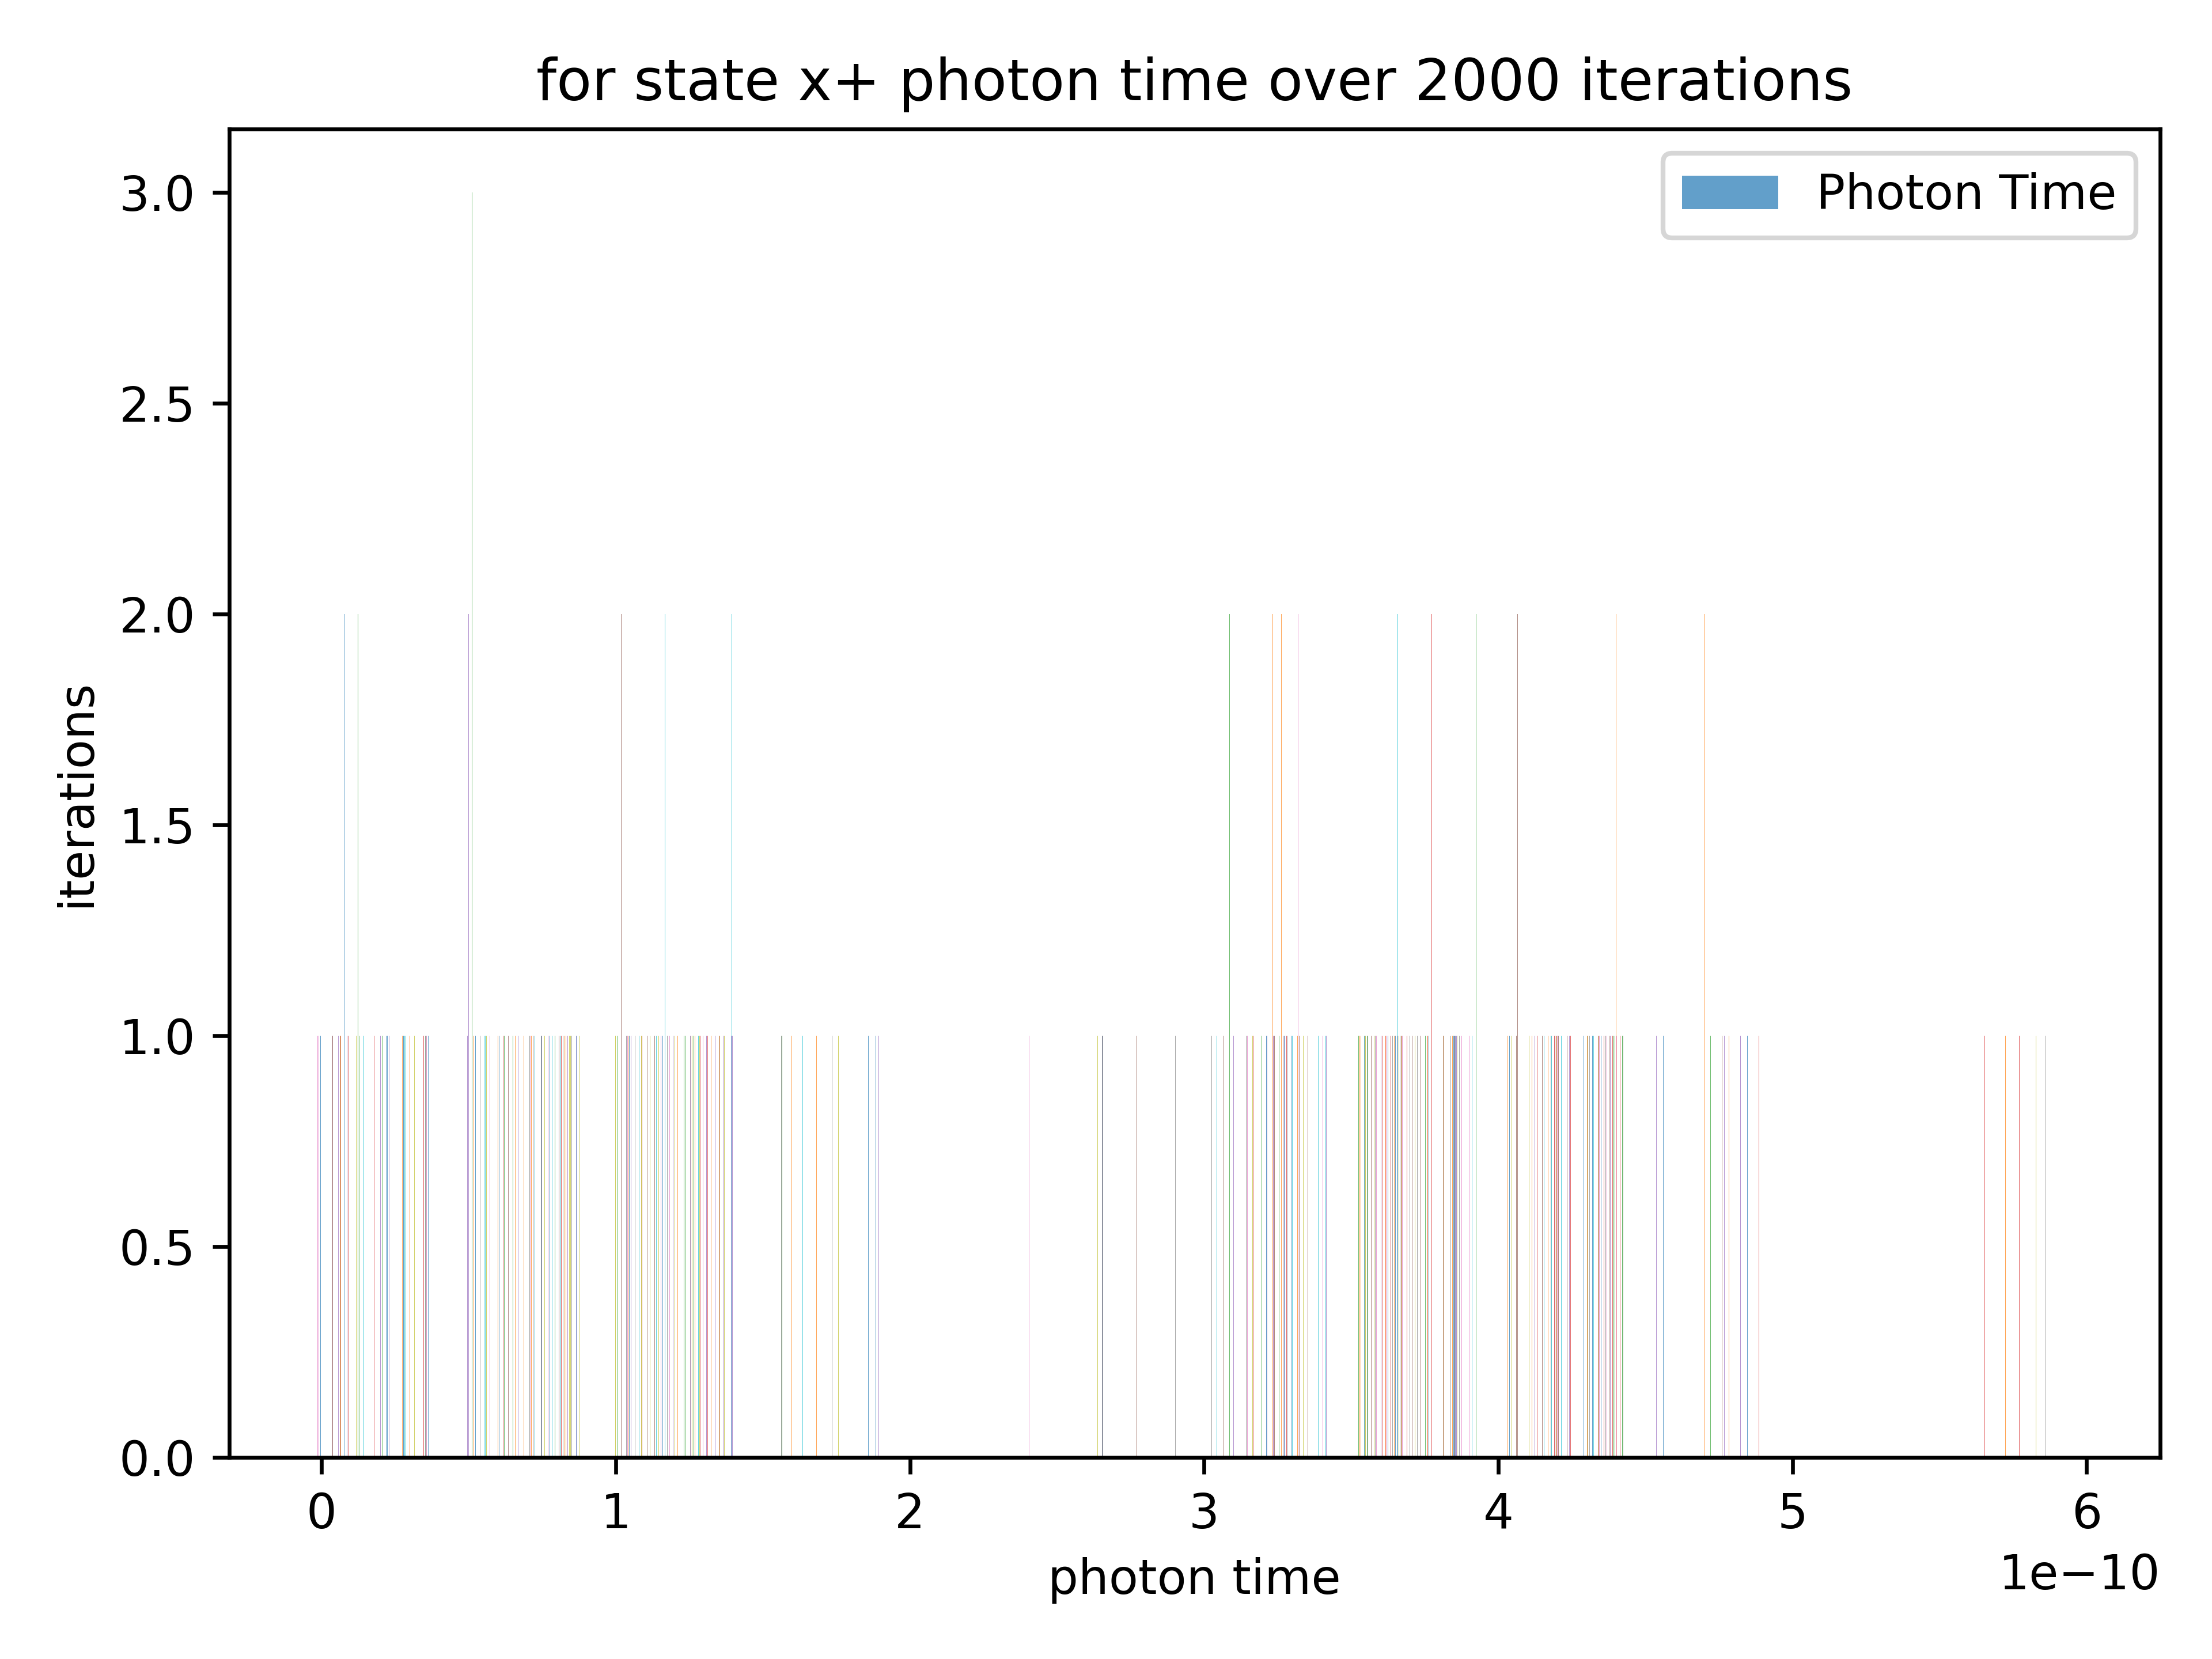 for state x+ photon time over 2000 iterations
Photon Time
3.0
2.5
2.0
1.5
1.0
0.5
0.0
iterations
0 1 2 3 4 5 6
1e−10
photon time